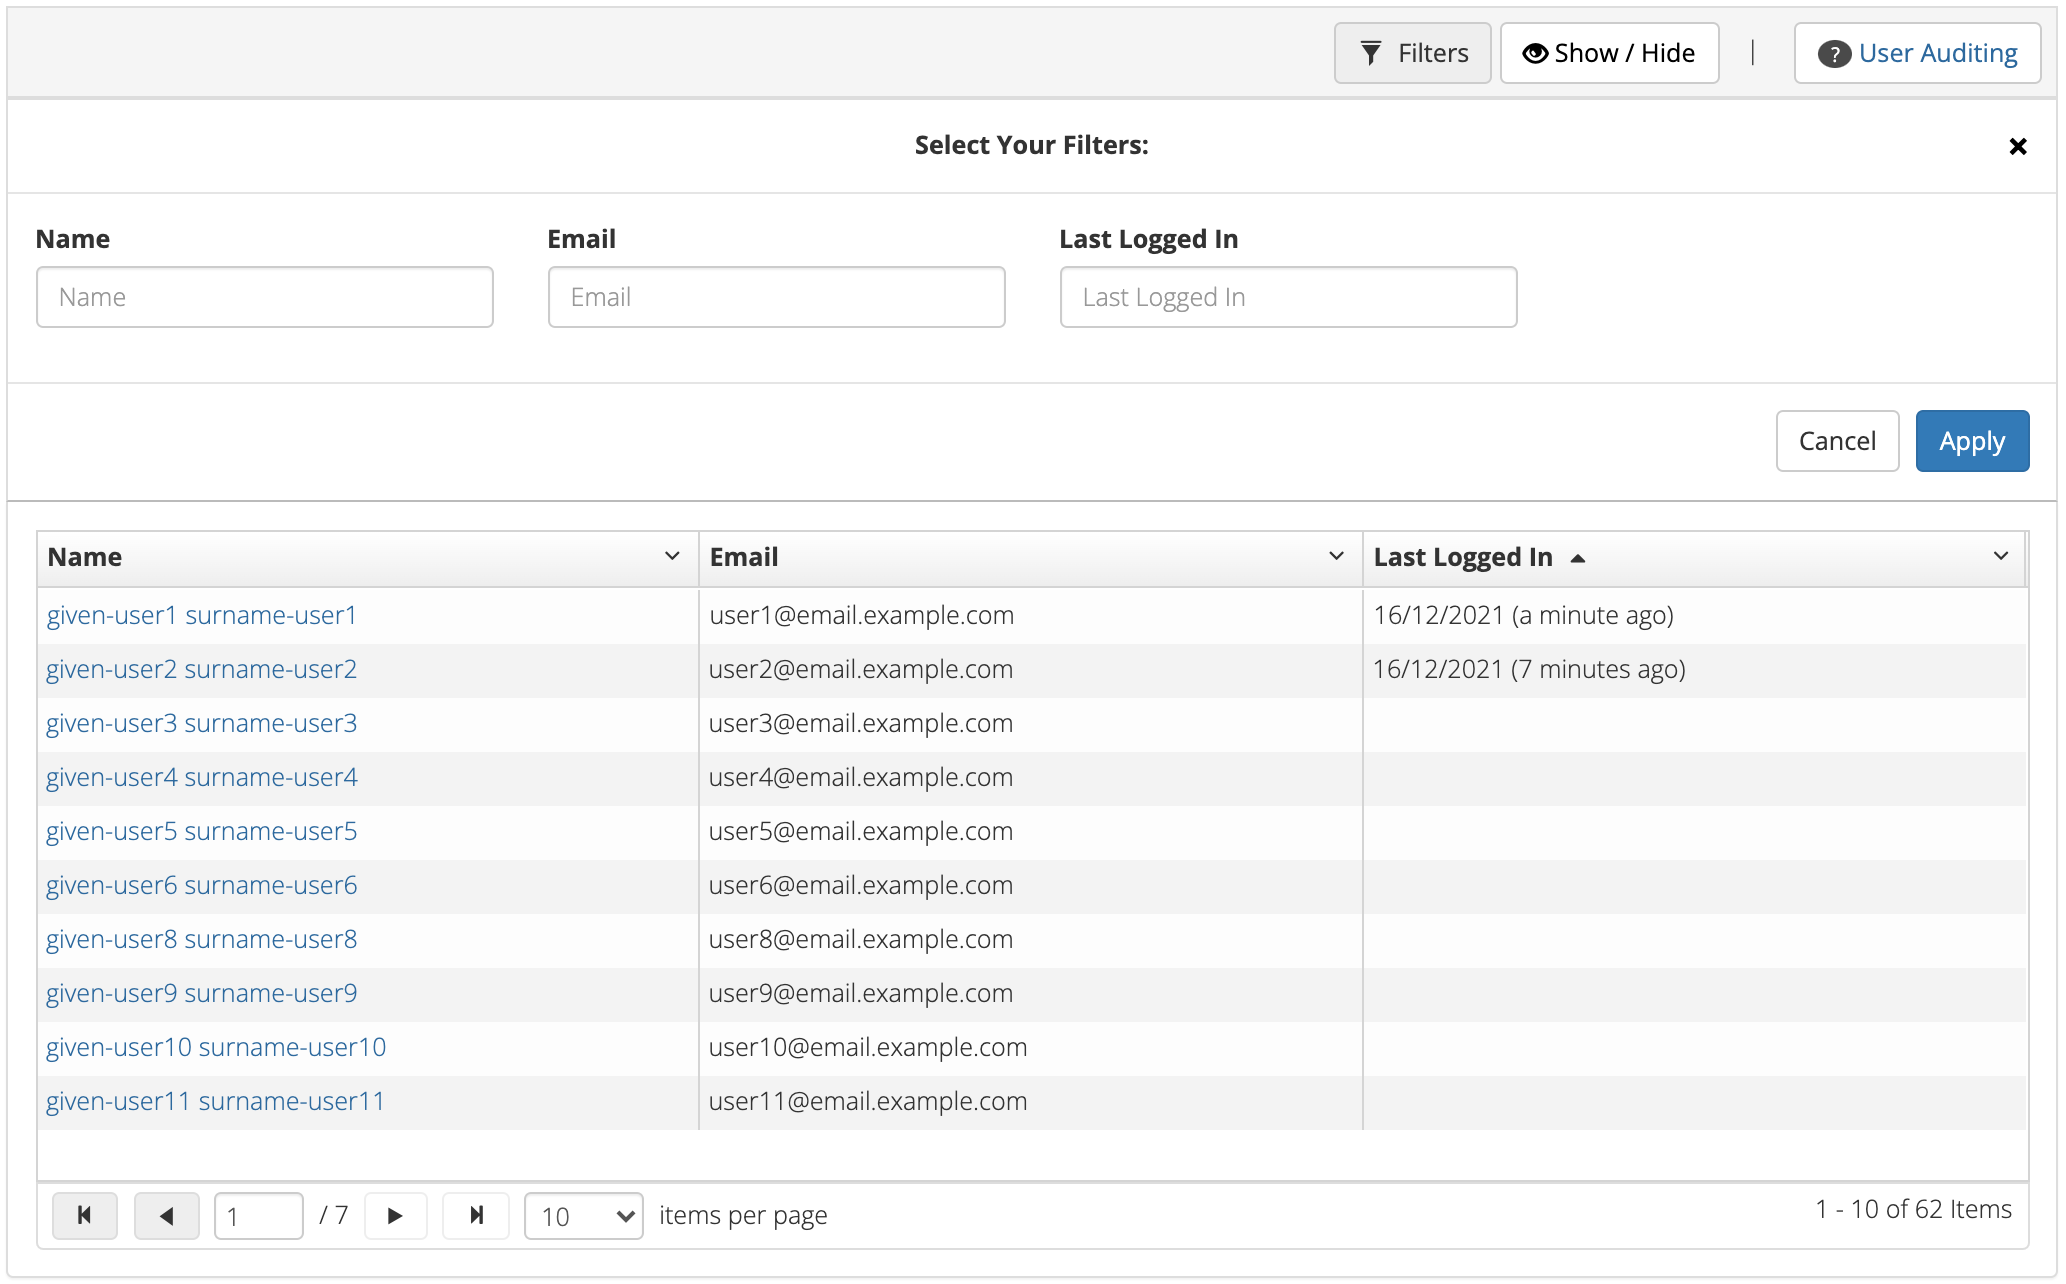 Filters Show / Hide | User Auditing
Select Your Filters:
Name Email Last Logged In
Name Email Last Logged In
Cancel Apply
Name Email Last Logged In
given-user1 surname-user1 user1@email.example.com 16/12/2021 (a minute ago)
given-user2 surname-user2 user2@email.example.com 16/12/2021 (7 minutes ago)
given-user3 surname-user3 user3@email.example.com
given-user4 surname-user4 user4@email.example.com
given-user5 surname-user5 user5@email.example.com
given-user6 surname-user6 user6@email.example.com
given-user8 surname-user8 user8@email.example.com
given-user9 surname-user9 user9@email.example.com
given-user10 surname-user10 user10@email.example.com
given-user11 surname-user11 user11@email.example.com
1 / 7 10 items per page 1 - 10 of 62 Items